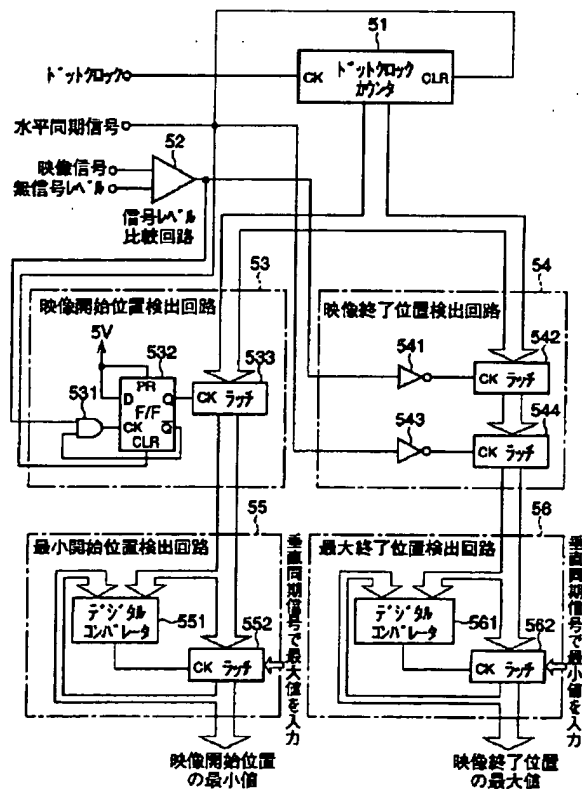 51
ドットクロック
CK ドットクロック カウンタ CLR
水平同期信号
52
映像信号
無信号レベル
信号レベル
比較回路
53
映像開始位置検出回路
5V
532
PR
D Q
F/F
CK Q
CLR
531
533
CK ラッチ
54
映像終了位置検出回路
541
542
CK ラッチ
543
544
CK ラッチ
55
最小開始位置検出回路
デジタル
コンパレータ
551
552
CK ラッチ
垂直同期信号で最大値を入力
映像開始位置
の最小値
56
最大終了位置検出回路
デジタル
コンパレータ
561
562
CK ラッチ
垂直同期信号で最小値を入力
映像終了位置
の最大値